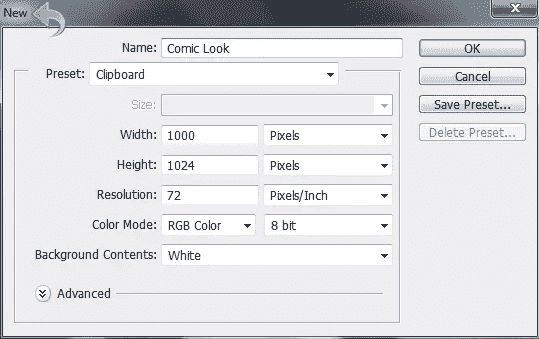 New
Name: Comic Look
OK
Preset: Clipboard
Cancel
Size:
Save Preset...
Width: 1000 Pixels
Delete Preset...
Height: 1024 Pixels
Resolution: 72 Pixels/Inch
Color Mode: RGB Color 8 bit
Background Contents: White
Advanced